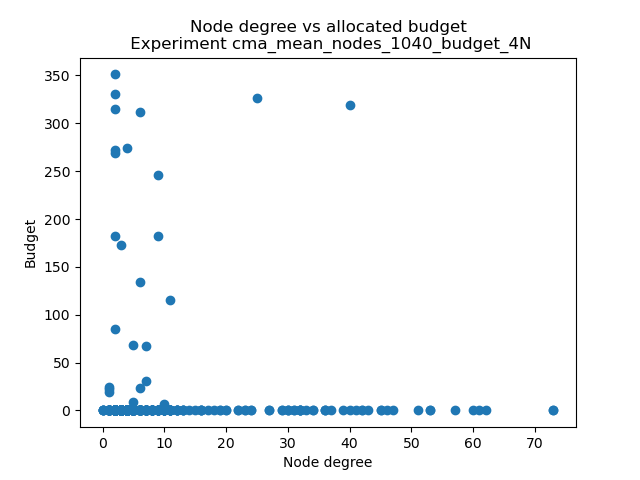 Node degree vs allocated budget
Experiment cma_mean_nodes_1040_budget_4N
350
300
250
200
150
100
50
0
Budget
0 10 20 30 40 50 60 70
Node degree